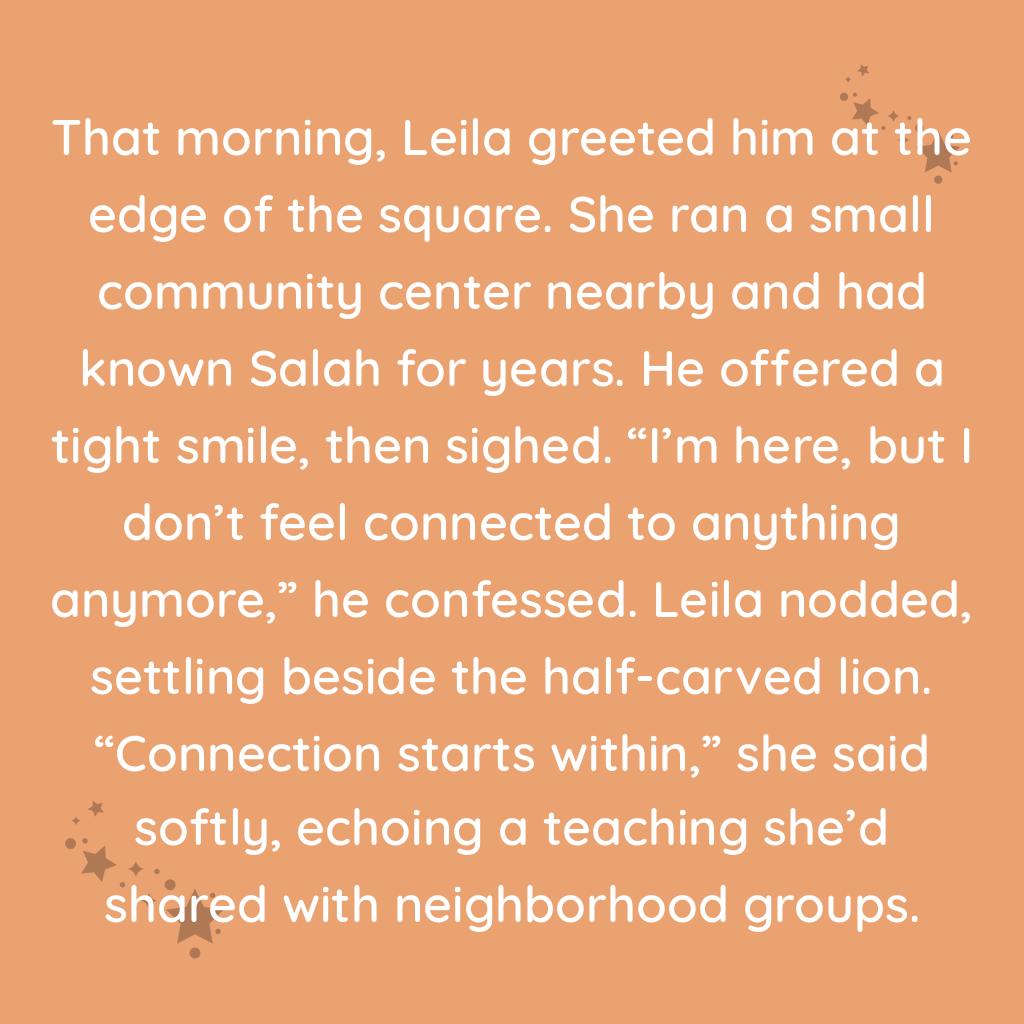 That morning, Leila greeted him at the
edge of the square. She ran a small
community center nearby and had
known Salah for years. He offered a
tight smile, then sighed. “I’m here, but I
don’t feel connected to anything
anymore,” he confessed. Leila nodded,
settling beside the half-carved lion.
“Connection starts within,” she said
softly, echoing a teaching she’d
shared with neighborhood groups.